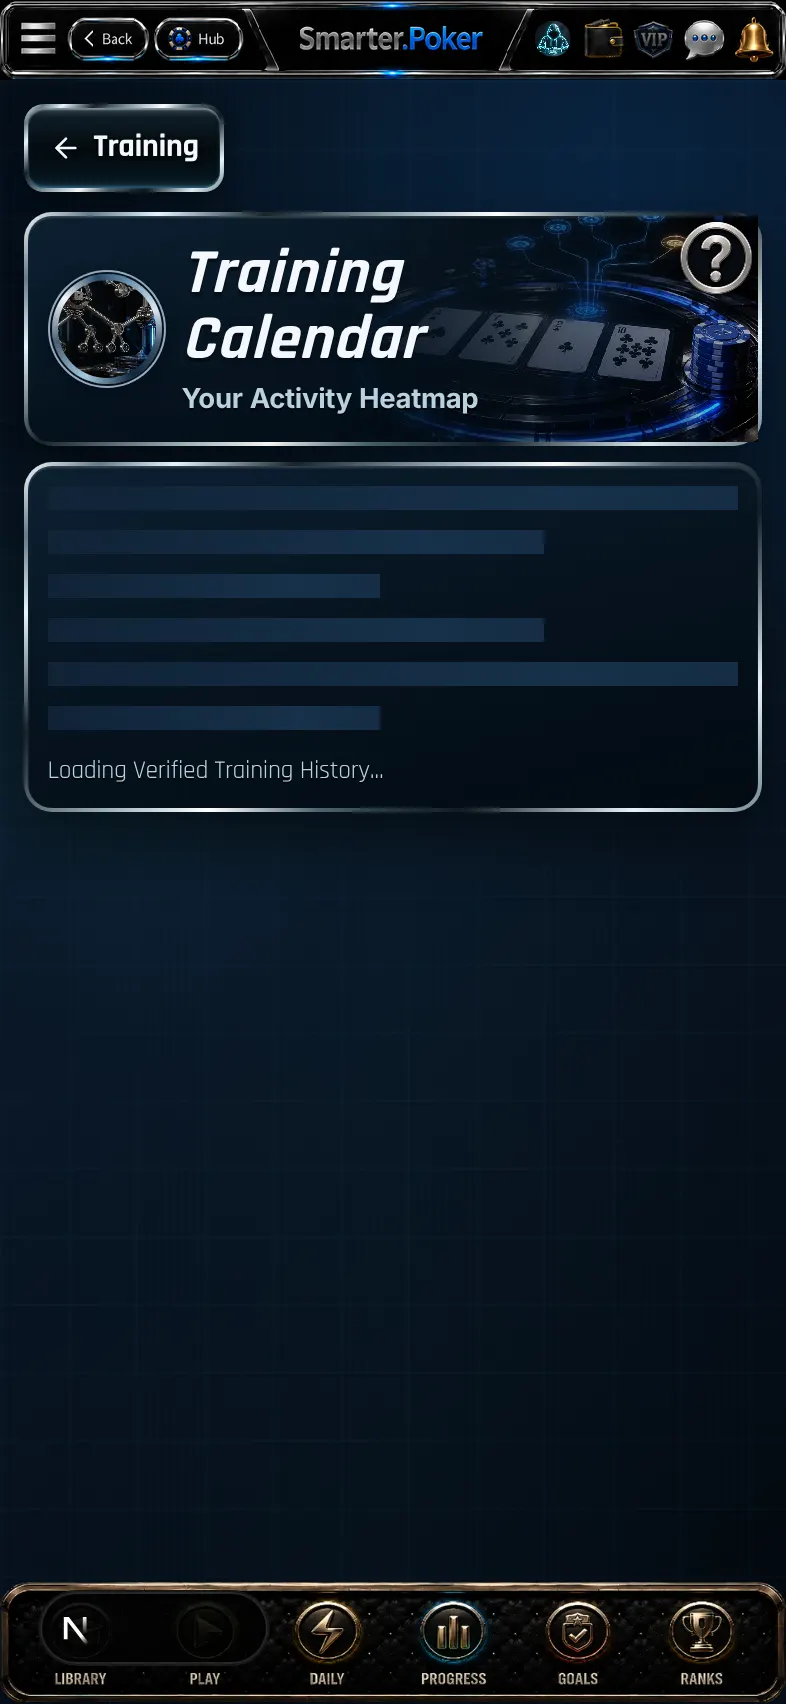 Back
Hub
Smarter.Poker
VIP
Training
Training
Calendar
Your Activity Heatmap
?
10
Loading Verified Training History...
N
LIBRARY
PLAY
DAILY
PROGRESS
GOALS
RANKS